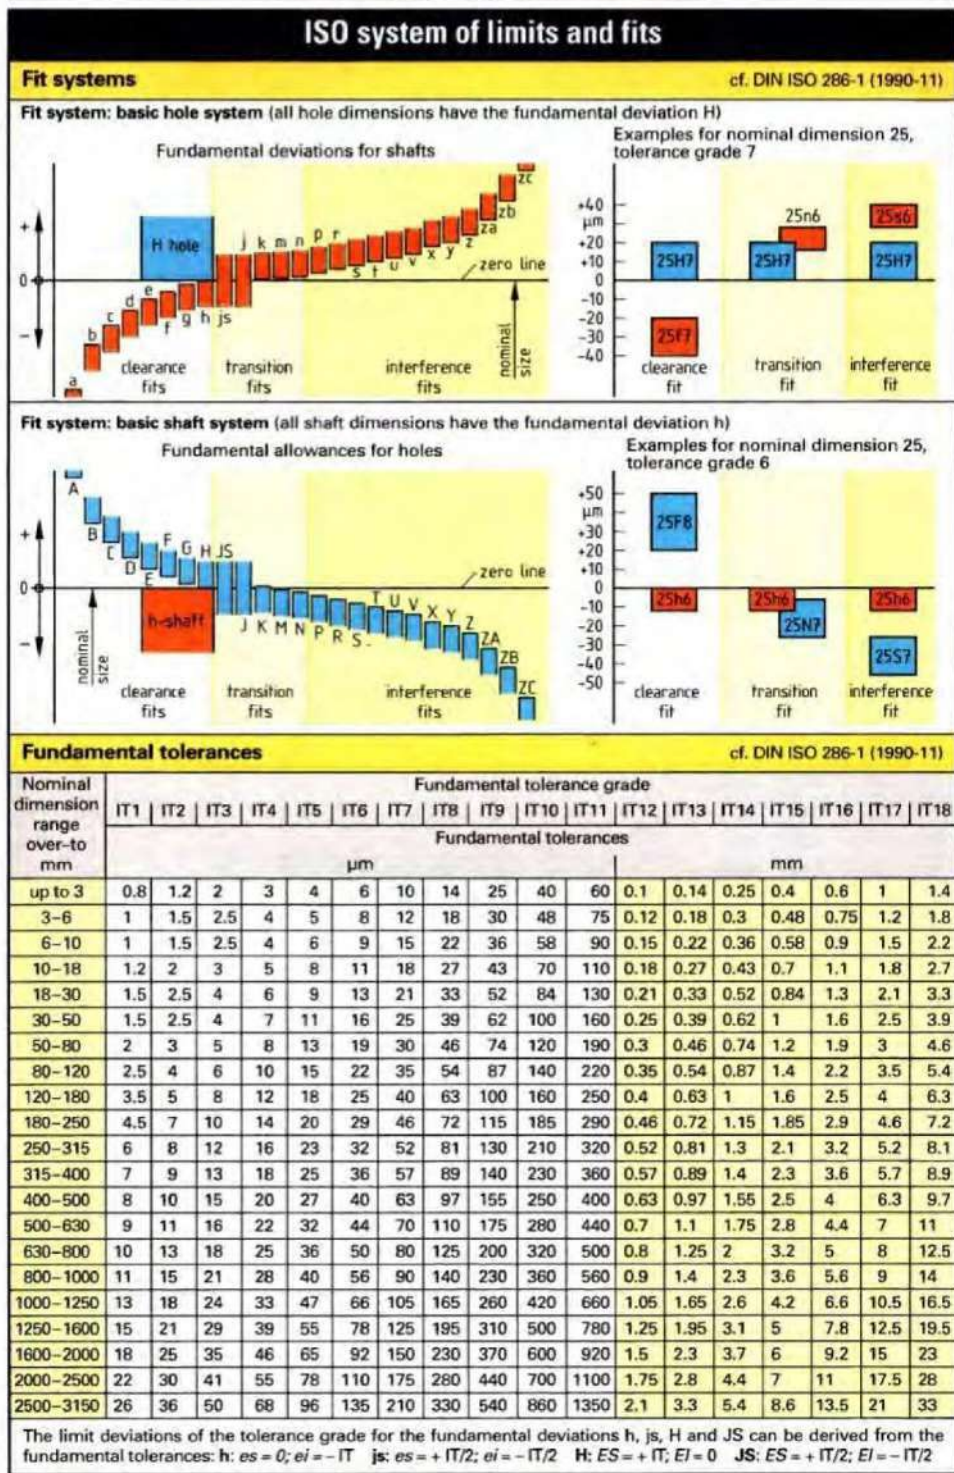 ISO system of limits and fits
Fit systems cf. DIN ISO 286-1 (1990-11)
Fit system: basic hole system (all hole dimensions have the fundamental deviation H)
Fundamental deviations for shafts
Examples for nominal dimension 25,
tolerance grade 7
+
0
–
H hole
a b c d e f g h js j k m n p r s t u v x y z za zb zc
zero line
nominal size
clearance fits
transition fits
interference fits
+40
µm
+20
+10
0
-10
-20
-30
-40
25H7 25f7
25H7 25n6
25H7 25s6
clearance fit
transition fit
interference fit
Fit system: basic shaft system (all shaft dimensions have the fundamental deviation h)
Fundamental allowances for holes
Examples for nominal dimension 25,
tolerance grade 6
+
0
–
h-shaft
A B C D E F G H JS J K M N P R S T U V X Y Z ZA ZB ZC
zero line
nominal size
clearance fits
transition fits
interference fits
+50
µm
+30
+20
+10
0
-10
-20
-30
-40
-50
25F8 25h6
25h6 25N7
25h6 25S7
clearance fit
transition fit
interference fit
Fundamental tolerances cf. DIN ISO 286-1 (1990-11)
Nominal dimension range over-to mm
Fundamental tolerance grade
IT1 IT2 IT3 IT4 IT5 IT6 IT7 IT8 IT9 IT10 IT11 IT12 IT13 IT14 IT15 IT16 IT17 IT18
Fundamental tolerances
µm mm
up to 3 0.8 1.2 2 3 4 6 10 14 25 40 60 0.1 0.14 0.25 0.4 0.6 1 1.4
3–6 1 1.5 2.5 4 5 8 12 18 30 48 75 0.12 0.18 0.3 0.48 0.75 1.2 1.8
6–10 1 1.5 2.5 4 6 9 15 22 36 58 90 0.15 0.22 0.36 0.58 0.9 1.5 2.2
10–18 1.2 2 3 5 8 11 18 27 43 70 110 0.18 0.27 0.43 0.7 1.1 1.8 2.7
18–30 1.5 2.5 4 6 9 13 21 33 52 84 130 0.21 0.33 0.52 0.84 1.3 2.1 3.3
30–50 1.5 2.5 4 7 11 16 25 39 62 100 160 0.25 0.39 0.62 1 1.6 2.5 3.9
50–80 2 3 5 8 13 19 30 46 74 120 190 0.3 0.46 0.74 1.2 1.9 3 4.6
80–120 2.5 4 6 10 15 22 35 54 87 140 220 0.35 0.54 0.87 1.4 2.2 3.5 5.4
120–180 3.5 5 8 12 18 25 40 63 100 160 250 0.4 0.63 1 1.6 2.5 4 6.3
180–250 4.5 7 10 14 20 29 46 72 115 185 290 0.46 0.72 1.15 1.85 2.9 4.6 7.2
250–315 6 8 12 16 23 32 52 81 130 210 320 0.52 0.81 1.3 2.1 3.2 5.2 8.1
315–400 7 9 13 18 25 36 57 89 140 230 360 0.57 0.89 1.4 2.3 3.6 5.7 8.9
400–500 8 10 15 20 27 40 63 97 155 250 400 0.63 0.97 1.55 2.5 4 6.3 9.7
500–630 9 11 16 22 32 44 70 110 175 280 440 0.7 1.1 1.75 2.8 4.4 7 11
630–800 10 13 18 25 36 50 80 125 200 320 500 0.8 1.25 2 3.2 5 8 12.5
800–1000 11 15 21 28 40 56 90 140 230 360 560 0.9 1.4 2.3 3.6 5.6 9 14
1000–1250 13 18 24 33 47 66 105 165 260 420 660 1.05 1.65 2.6 4.2 6.6 10.5 16.5
1250–1600 15 21 29 39 55 78 125 195 310 500 780 1.25 1.95 3.1 5 7.8 12.5 19.5
1600–2000 18 25 35 46 65 92 150 230 370 600 920 1.5 2.3 3.7 6 9.2 15 23
2000–2500 22 30 41 55 78 110 175 280 440 700 1100 1.75 2.8 4.4 7 11 17.5 28
2500–3150 26 36 50 68 96 135 210 330 540 860 1350 2.1 3.3 5.4 8.6 13.5 21 33
The limit deviations of the tolerance grade for the fundamental deviations h, js, H and JS can be derived from the
fundamental tolerances: h: es = 0; ei = – IT js: es = + IT/2; ei = – IT/2 H: ES = + IT; EI = 0 JS: ES = + IT/2; EI = – IT/2